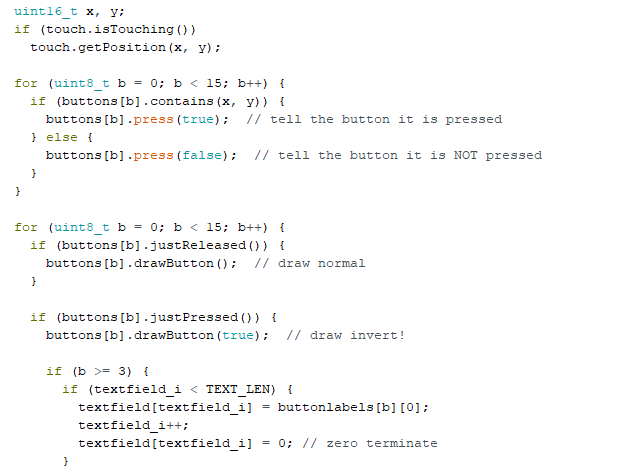 uint16_t x, y;
if (touch.isTouching())
  touch.getPosition(x, y);

for (uint8_t b = 0; b < 15; b++) {
  if (buttons[b].contains(x, y)) {
    buttons[b].press(true);  // tell the button it is pressed
  } else {
    buttons[b].press(false);  // tell the button it is NOT pressed
  }
}

for (uint8_t b = 0; b < 15; b++) {
  if (buttons[b].justReleased()) {
    buttons[b].drawButton();  // draw normal
  }

  if (buttons[b].justPressed()) {
    buttons[b].drawButton(true);  // draw invert!

    if (b >= 3) {
      if (textfield_i < TEXT_LEN) {
        textfield[textfield_i] = buttonlabels[b][0];
        textfield_i++;
        textfield[textfield_i] = 0; // zero terminate
      }